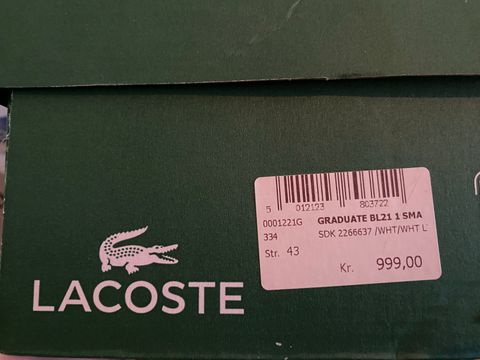 LACOSTE
5 012123 803722
0001221G GRADUATE BL21 1 SMA
334 SDK 2266637 /WHT/WHT L
Str. 43
Kr. 999,00